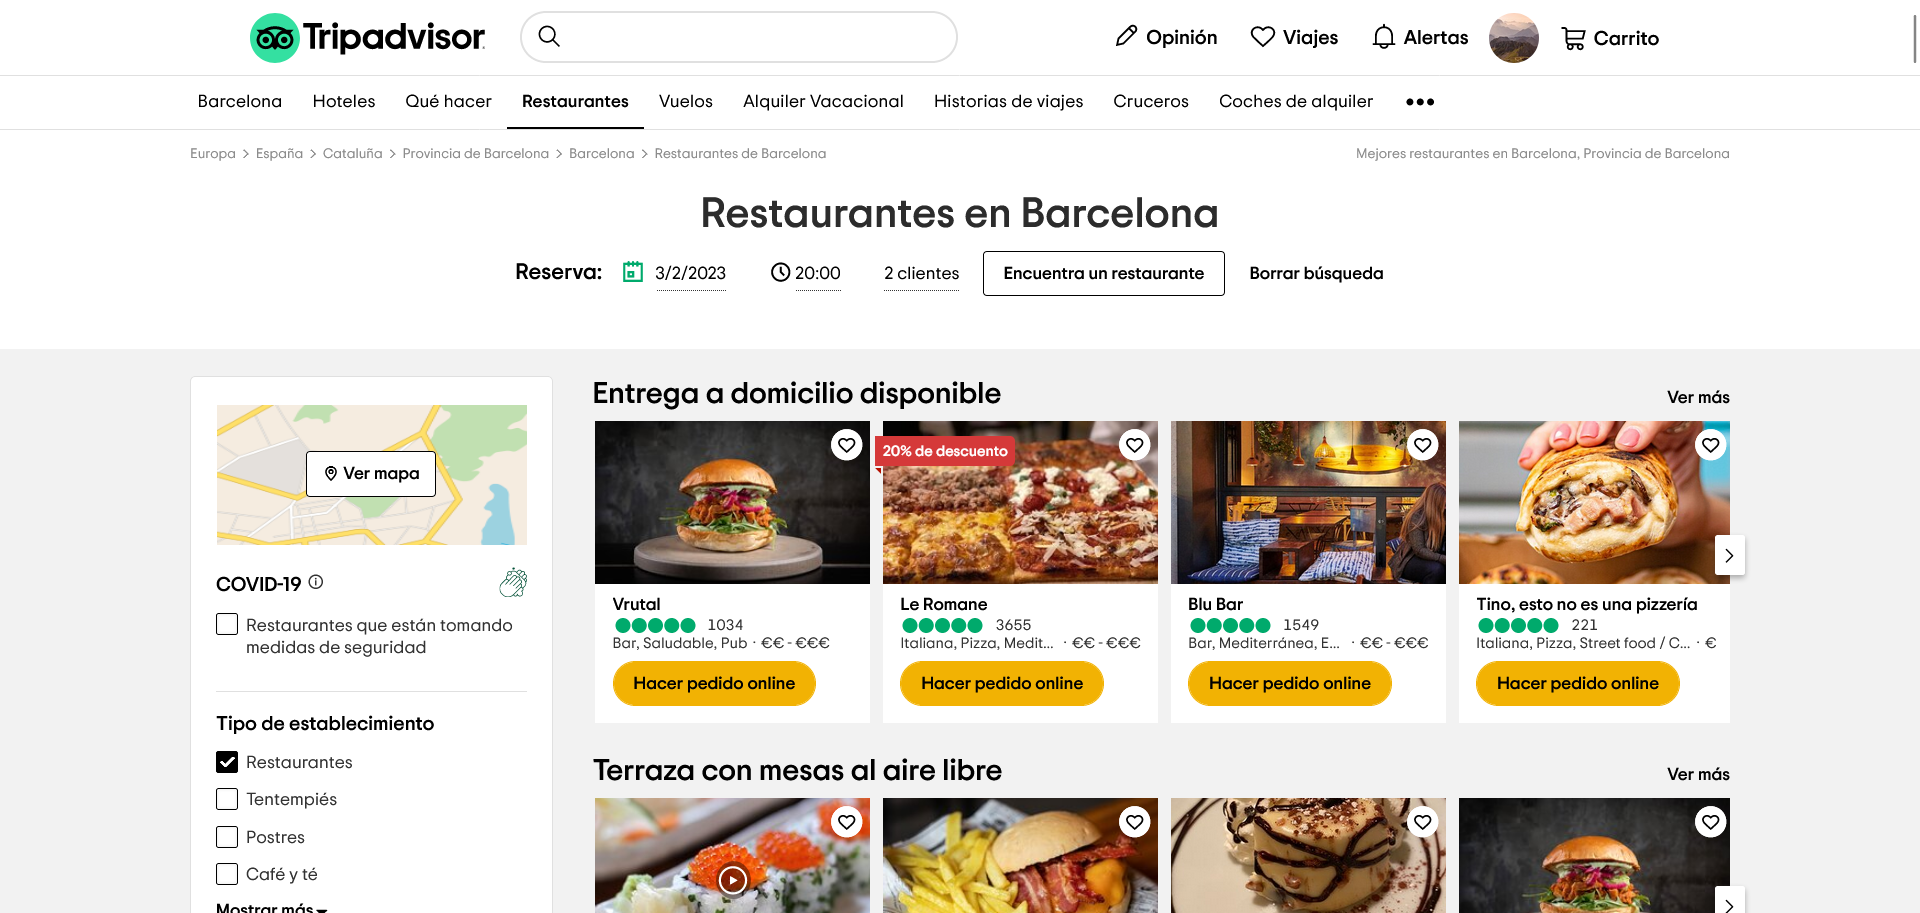 Tripadvisor
Opinión
Viajes
Alertas
Carrito
Barcelona
Hoteles
Qué hacer
Restaurantes
Vuelos
Alquiler Vacacional
Historias de viajes
Cruceros
Coches de alquiler
Europa > España > Cataluña > Provincia de Barcelona > Barcelona > Restaurantes de Barcelona
Mejores restaurantes en Barcelona, Provincia de Barcelona
Restaurantes en Barcelona
Reserva: 3/2/2023 20:00 2 clientes Encuentra un restaurante Borrar búsqueda
Ver mapa
COVID-19
Restaurantes que están tomando
medidas de seguridad
Tipo de establecimiento
Restaurantes
Tentempiés
Postres
Café y té
Mostrar más
Entrega a domicilio disponible
Ver más
Vrutal
1034
Bar, Saludable, Pub · €€ - €€€
Hacer pedido online
20% de descuento
Le Romane
3655
Italiana, Pizza, Medit... · €€ - €€€
Hacer pedido online
Blu Bar
1549
Bar, Mediterránea, E... · €€ - €€€
Hacer pedido online
Tino, esto no es una pizzería
221
Italiana, Pizza, Street food / C... · €
Hacer pedido online
Terraza con mesas al aire libre
Ver más